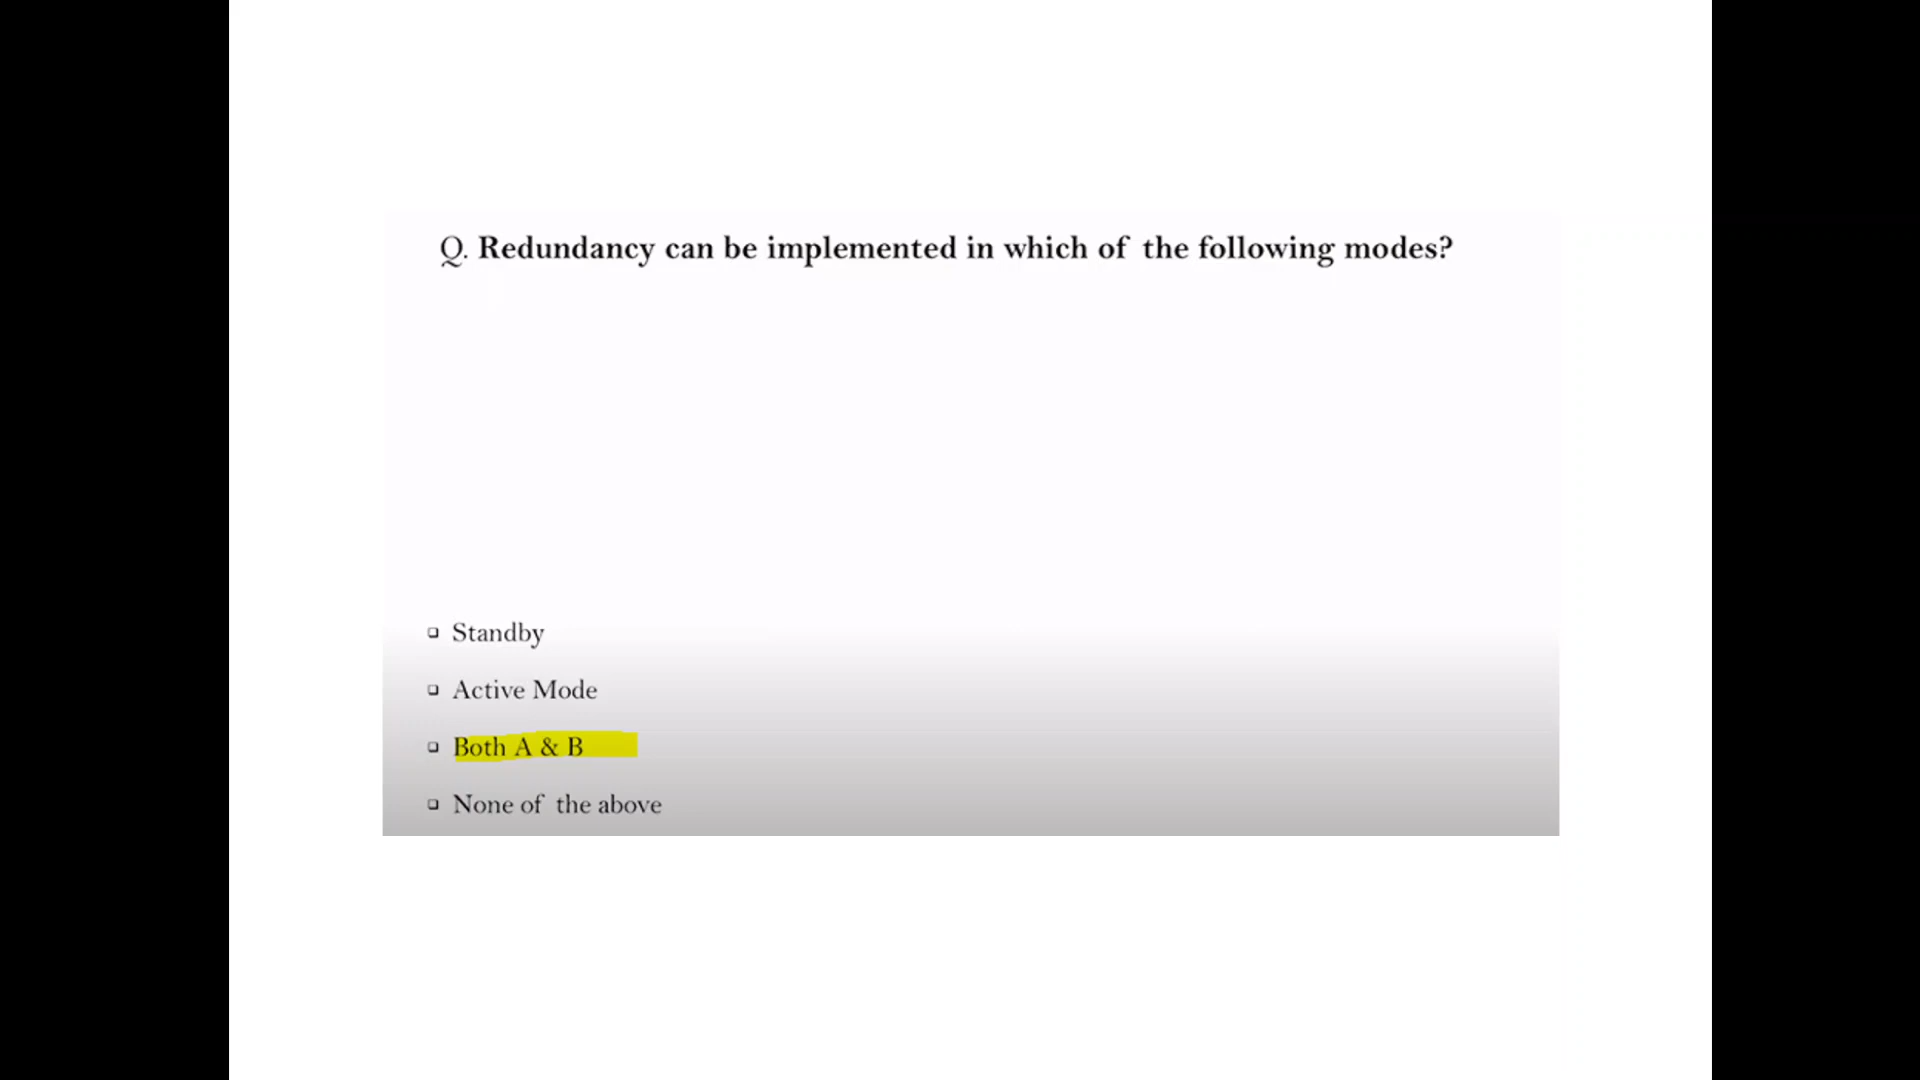 Q. Redundancy can be implemented in which of the following modes?
❑ Standby
❑ Active Mode
❑ Both A & B
❑ None of the above